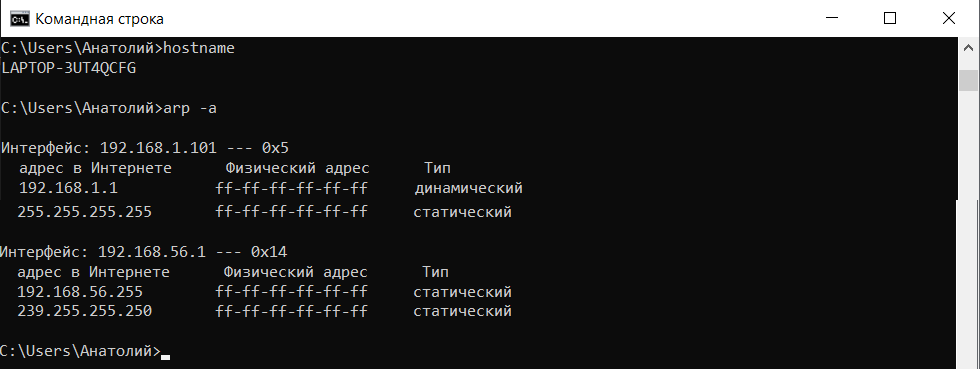 Командная строка
C:\Users\Анатолий>hostname
LAPTOP-3UT4QCFG
C:\Users\Анатолий>arp -a
Интерфейс: 192.168.1.101 --- 0x5
адрес в Интернете Физический адрес Тип
192.168.1.1 ff-ff-ff-ff-ff-ff динамический
255.255.255.255 ff-ff-ff-ff-ff-ff статический
Интерфейс: 192.168.56.1 --- 0x14
адрес в Интернете Физический адрес Тип
192.168.56.255 ff-ff-ff-ff-ff-ff статический
239.255.255.250 ff-ff-ff-ff-ff-ff статический
C:\Users\Анатолий>